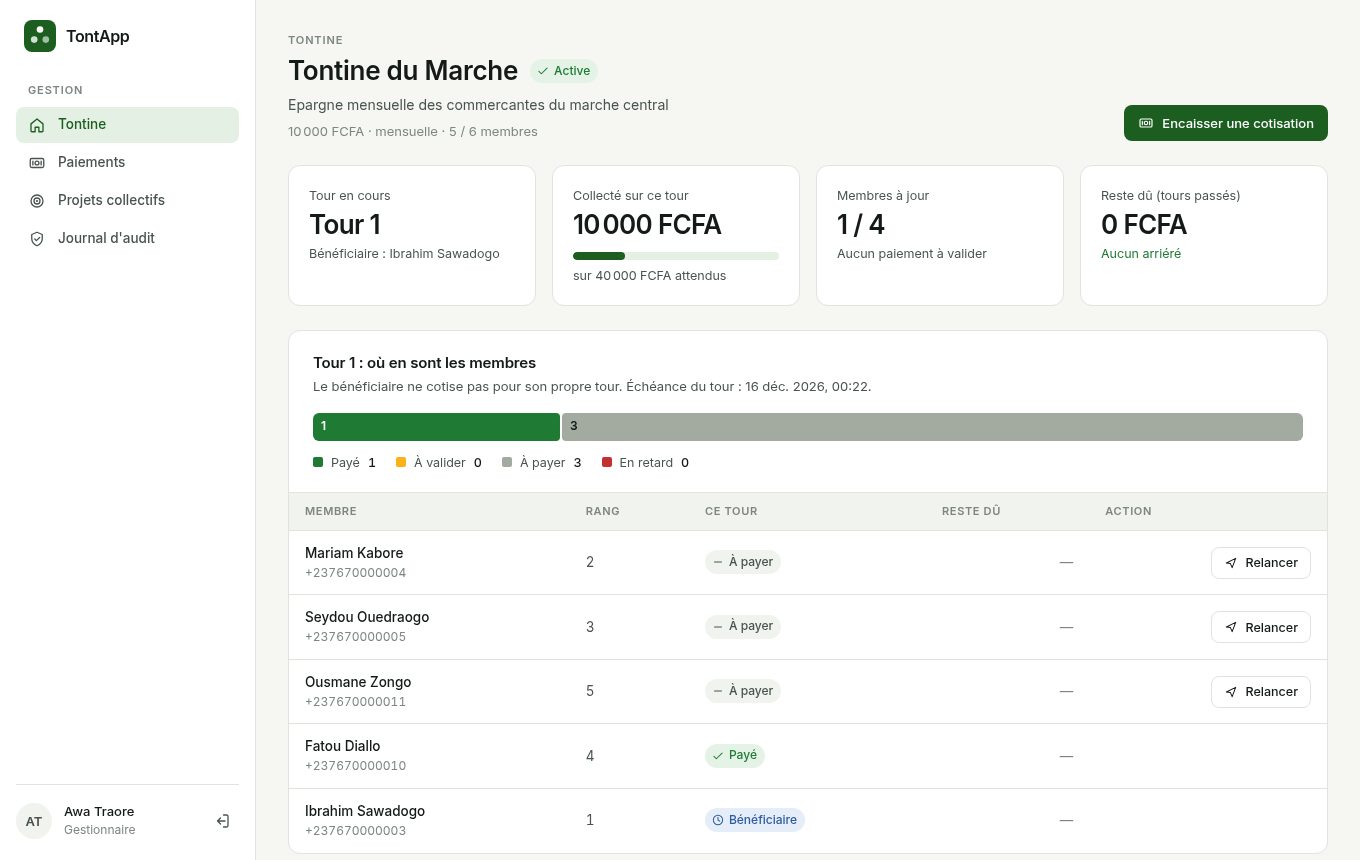 TontApp
GESTION
Tontine
Paiements
Projets collectifs
Journal d'audit
AT
Awa Traore
Gestionnaire
TONTINE
Tontine du Marche
Active
Epargne mensuelle des commercantes du marche central
10 000 FCFA · mensuelle · 5 / 6 membres
Encaisser une cotisation
Tour en cours
Tour 1
Bénéficiaire : Ibrahim Sawadogo
Collecté sur ce tour
10 000 FCFA
sur 40 000 FCFA attendus
Membres à jour
1 / 4
Aucun paiement à valider
Reste dû (tours passés)
0 FCFA
Aucun arriéré
Tour 1 : où en sont les membres
Le bénéficiaire ne cotise pas pour son propre tour. Échéance du tour : 16 déc. 2026, 00:22.
1 3
Payé 1 À valider 0 À payer 3 En retard 0
MEMBRE RANG CE TOUR RESTE DÛ ACTION
Mariam Kabore
+237670000004
2 À payer — Relancer
Seydou Ouedraogo
+237670000005
3 À payer — Relancer
Ousmane Zongo
+237670000011
5 À payer — Relancer
Fatou Diallo
+237670000010
4 Payé —
Ibrahim Sawadogo
+237670000003
1 Bénéficiaire —